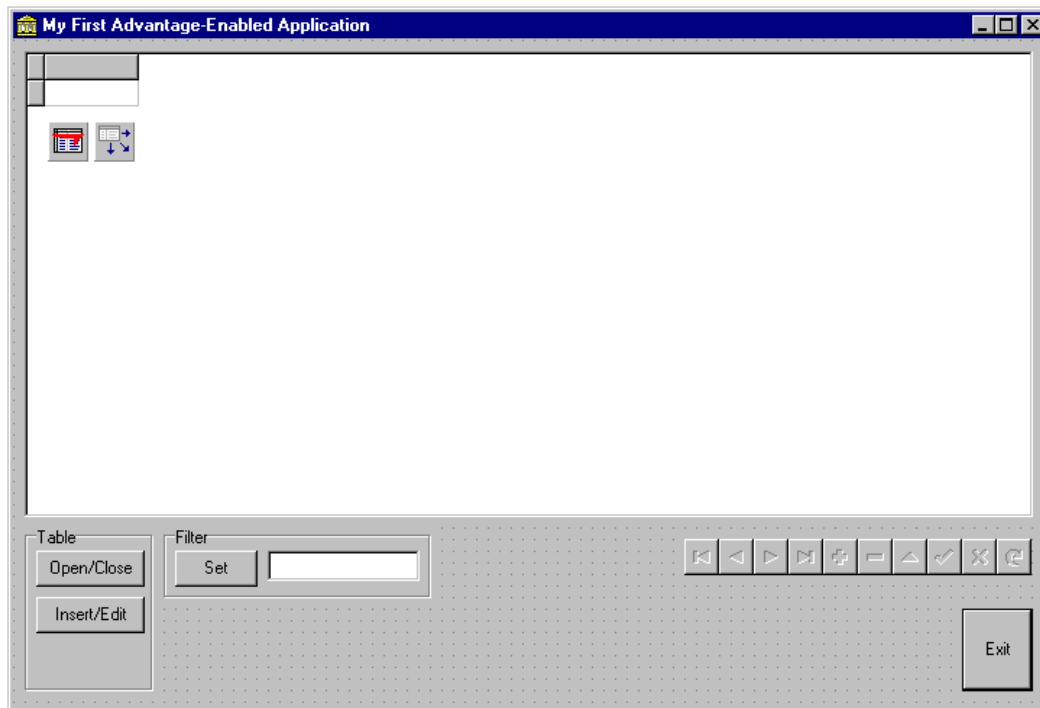 My First Advantage-Enabled Application
Table
Filter
Open/Close
Set
Insert/Edit
Exit